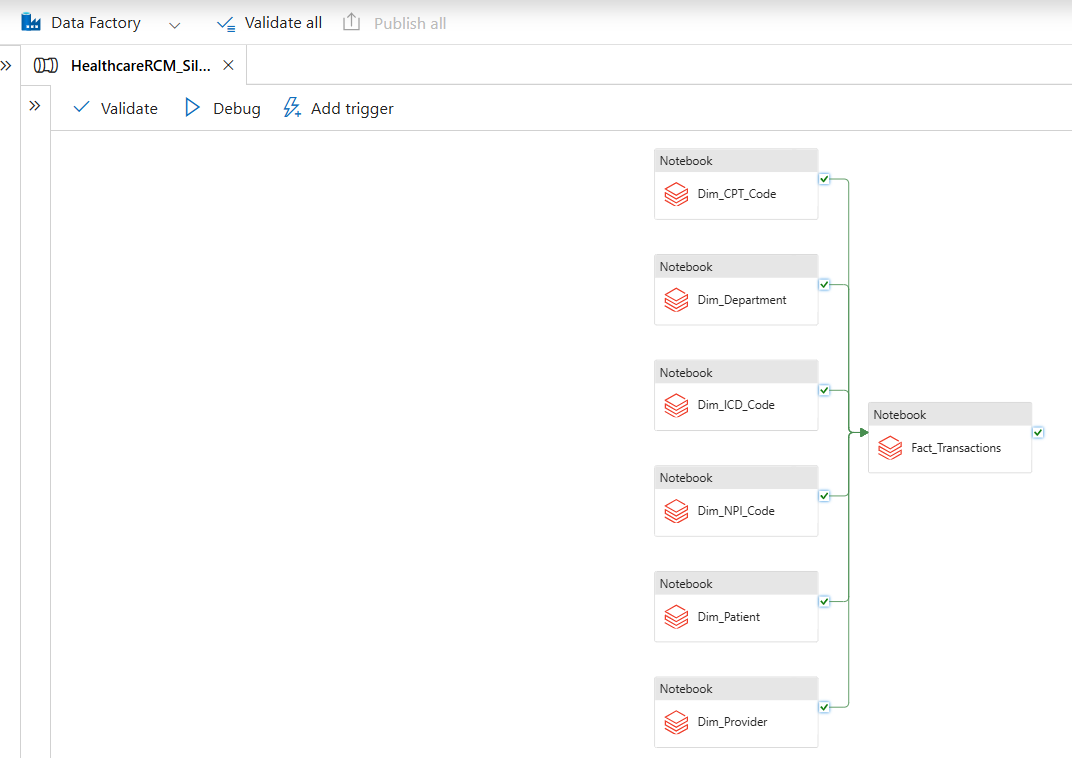 Data Factory Validate all Publish all
HealthcareRCM_Sil...
Validate Debug Add trigger
Notebook
Dim_CPT_Code
Notebook
Dim_Department
Notebook
Dim_ICD_Code
Notebook
Fact_Transactions
Notebook
Dim_NPI_Code
Notebook
Dim_Patient
Notebook
Dim_Provider